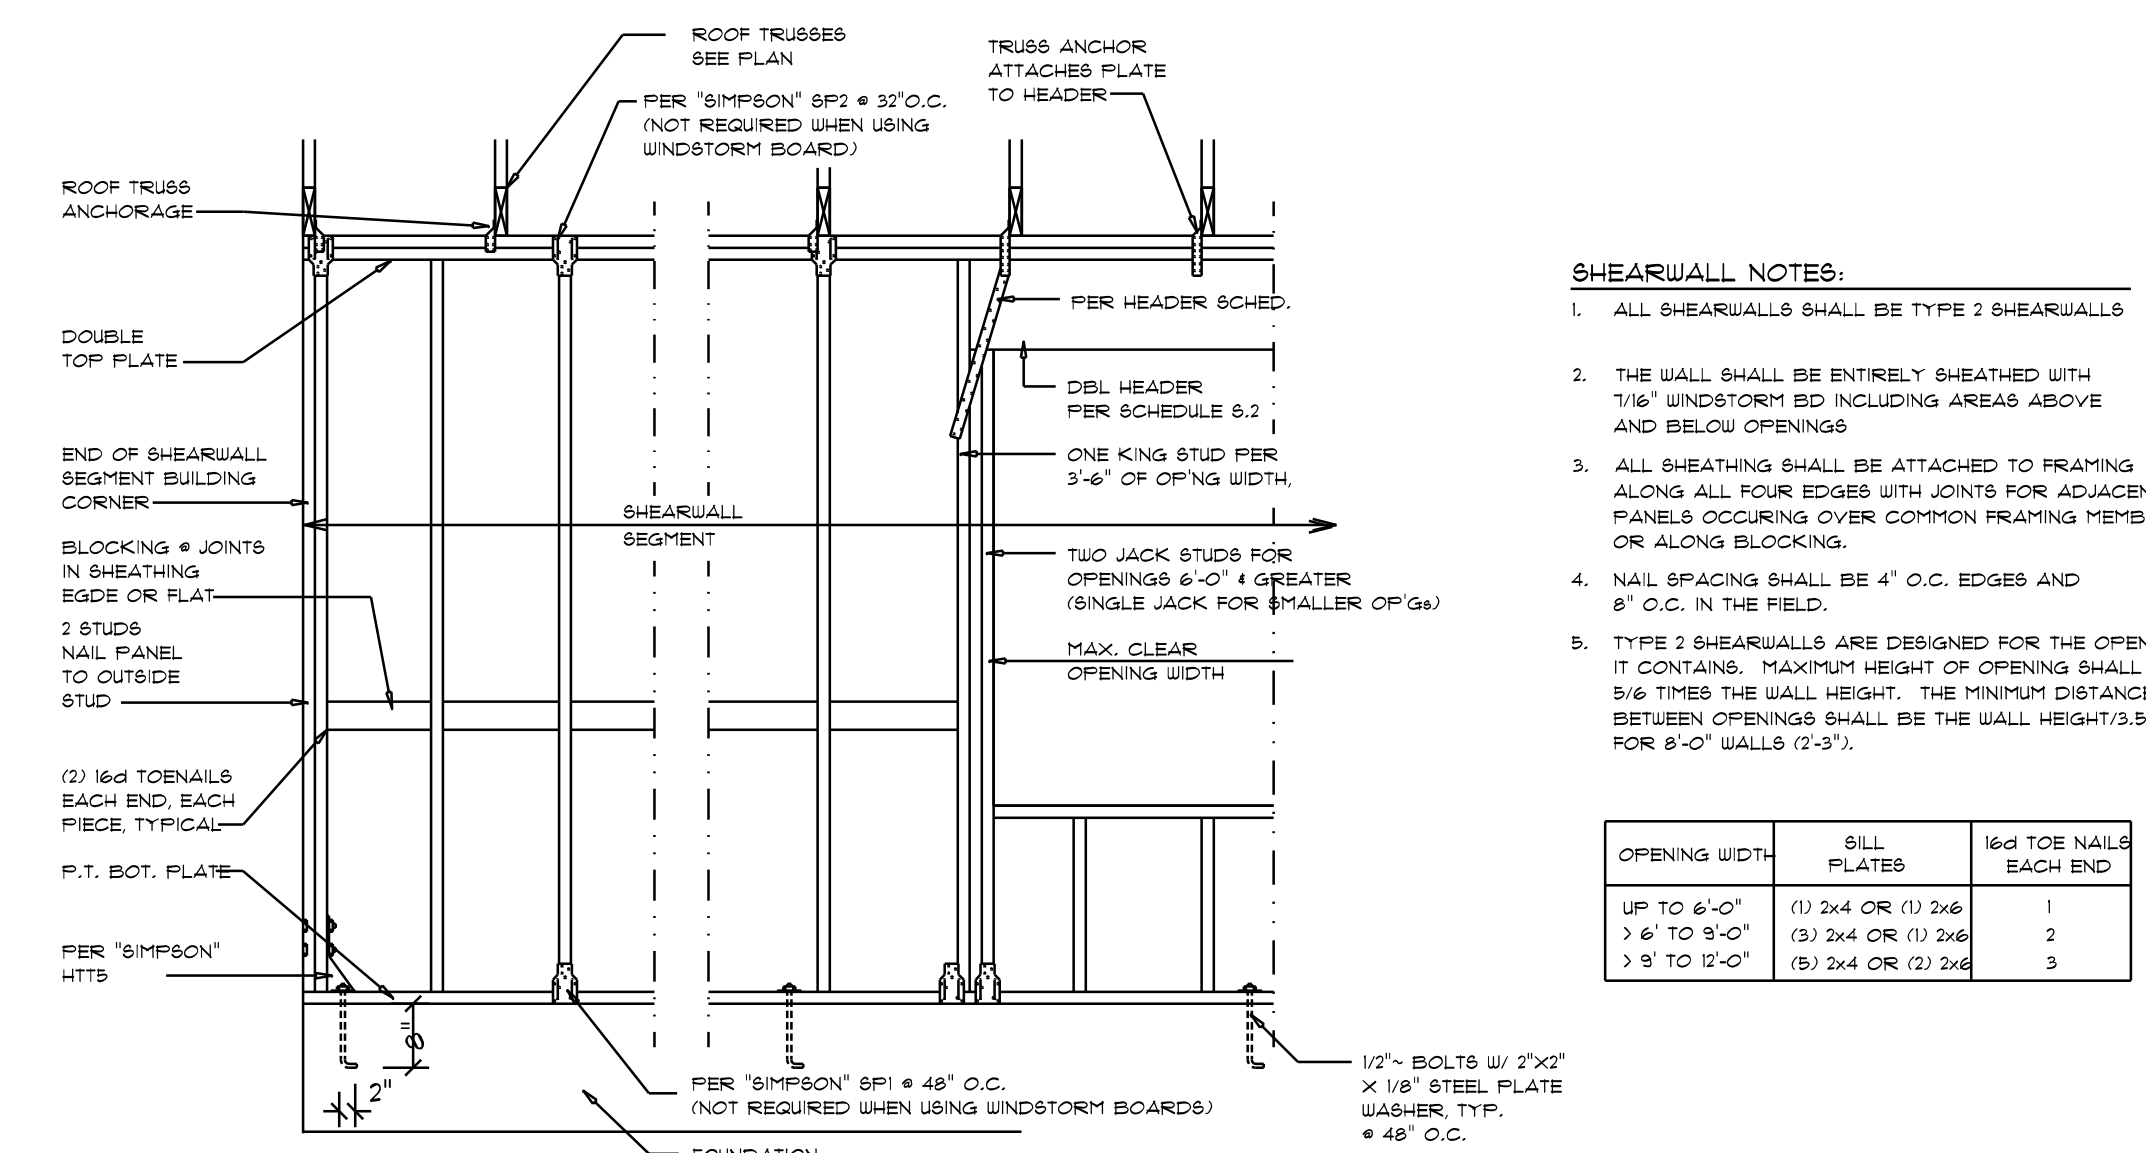 ROOF TRUSSES
SEE PLAN
TRUSS ANCHOR
ATTACHES PLATE
TO HEADER
PER "SIMPSON" SP2 @ 32"O.C.
(NOT REQUIRED WHEN USING
WINDSTORM BOARD)
ROOF TRUSS
ANCHORAGE
DOUBLE
TOP PLATE
PER HEADER SCHED.
DBL HEADER
PER SCHEDULE S.2
END OF SHEARWALL
SEGMENT BUILDING
CORNER
ONE KING STUD PER
3'-6" OF OP'NG WIDTH,
SHEARWALL
SEGMENT
BLOCKING @ JOINTS
IN SHEATHING
EGDE OR FLAT
TWO JACK STUDS FOR
OPENINGS 6'-0" & GREATER
(SINGLE JACK FOR SMALLER OP'Gs)
2 STUDS
NAIL PANEL
TO OUTSIDE
STUD
MAX. CLEAR
OPENING WIDTH
(2) 16d TOENAILS
EACH END, EACH
PIECE, TYPICAL
P.T. BOT. PLATE
PER "SIMPSON"
HTT5
8"
2"
PER "SIMPSON" SP1 @ 48" O.C.
(NOT REQUIRED WHEN USING WINDSTORM BOARDS)
FOUNDATION
1/2"~ BOLTS W/ 2"X2"
X 1/8" STEEL PLATE
WASHER, TYP.
@ 48" O.C.
SHEARWALL NOTES:
1. ALL SHEARWALLS SHALL BE TYPE 2 SHEARWALLS
2. THE WALL SHALL BE ENTIRELY SHEATHED WITH
7/16" WINDSTORM BD INCLUDING AREAS ABOVE
AND BELOW OPENINGS
3. ALL SHEATHING SHALL BE ATTACHED TO FRAMING
ALONG ALL FOUR EDGES WITH JOINTS FOR ADJACEN
PANELS OCCURING OVER COMMON FRAMING MEMB
OR ALONG BLOCKING.
4. NAIL SPACING SHALL BE 4" O.C. EDGES AND
8" O.C. IN THE FIELD.
5. TYPE 2 SHEARWALLS ARE DESIGNED FOR THE OPEN
IT CONTAINS. MAXIMUM HEIGHT OF OPENING SHALL
5/6 TIMES THE WALL HEIGHT. THE MINIMUM DISTANCE
BETWEEN OPENINGS SHALL BE THE WALL HEIGHT/3.5
FOR 8'-0" WALLS (2'-3").
OPENING WIDTH SILL PLATES 16d TOE NAILS EACH END
UP TO 6'-0" (1) 2x4 OR (1) 2x6 1
> 6' TO 9'-0" (3) 2x4 OR (1) 2x6 2
> 9' TO 12'-0" (5) 2x4 OR (2) 2x6 3